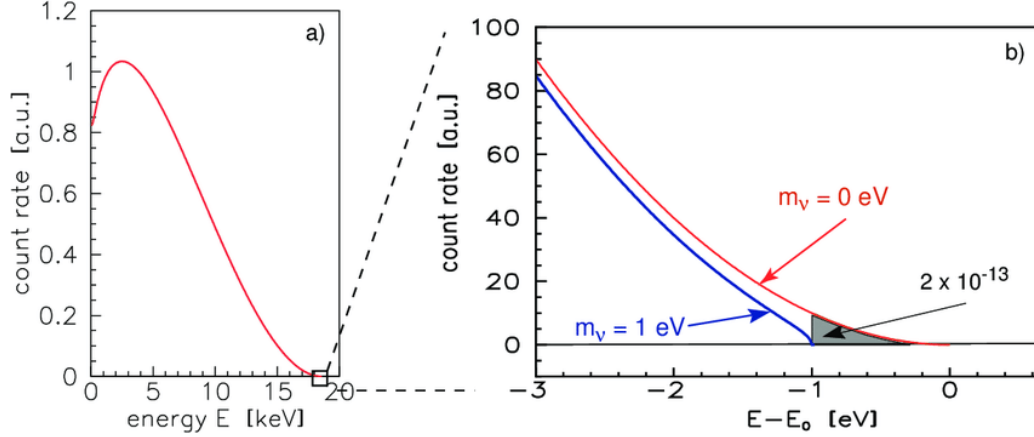 a)
1.2
1
0.8
0.6
0.4
0.2
0
count rate [a.u.]
0 5 10 15 20
energy E [keV]
b)
100
80
60
40
20
0
count rate [a.u.]
mν = 0 eV
2 x 10⁻¹³
mν = 1 eV
−3 −2 −1 0
E−E₀ [eV]